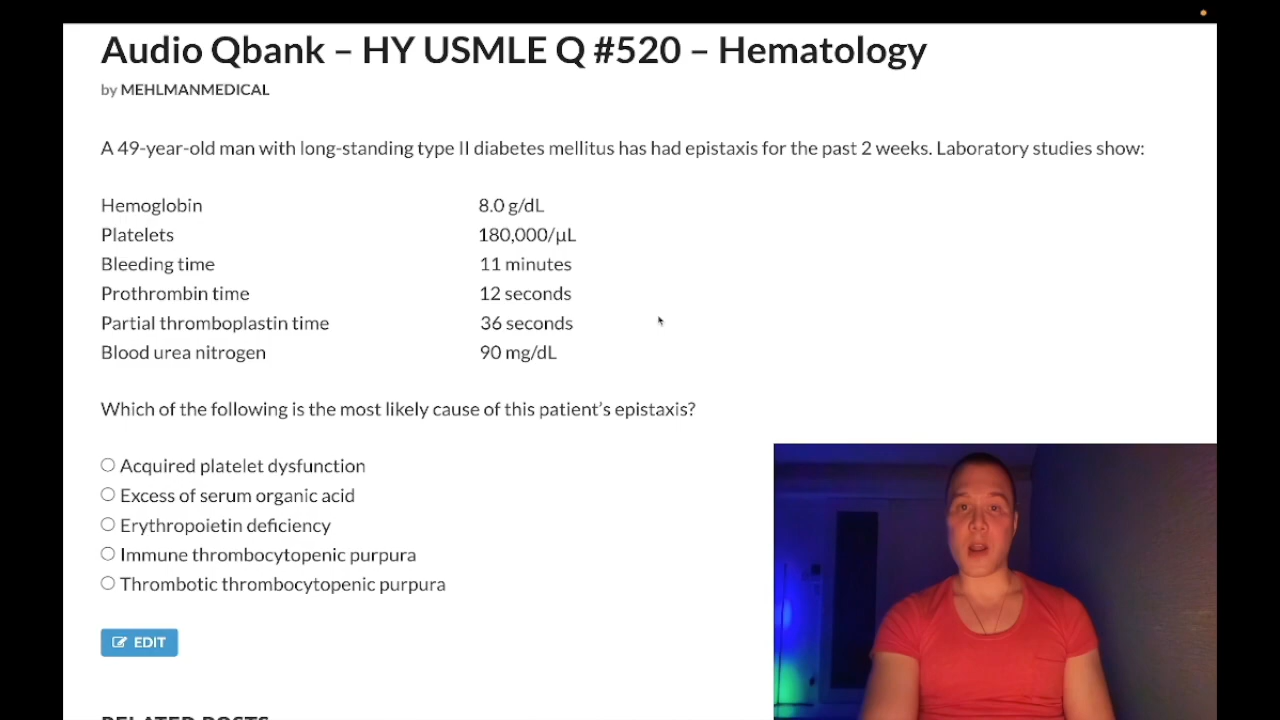 Audio Qbank – HY USMLE Q #520 – Hematology
by MEHLMANMEDICAL
A 49-year-old man with long-standing type II diabetes mellitus has had epistaxis for the past 2 weeks. Laboratory studies show:
Hemoglobin 8.0 g/dL
Platelets 180,000/µL
Bleeding time 11 minutes
Prothrombin time 12 seconds
Partial thromboplastin time 36 seconds
Blood urea nitrogen 90 mg/dL
Which of the following is the most likely cause of this patient's epistaxis?
Acquired platelet dysfunction
Excess of serum organic acid
Erythropoietin deficiency
Immune thrombocytopenic purpura
Thrombotic thrombocytopenic purpura
EDIT
RELATED POSTS